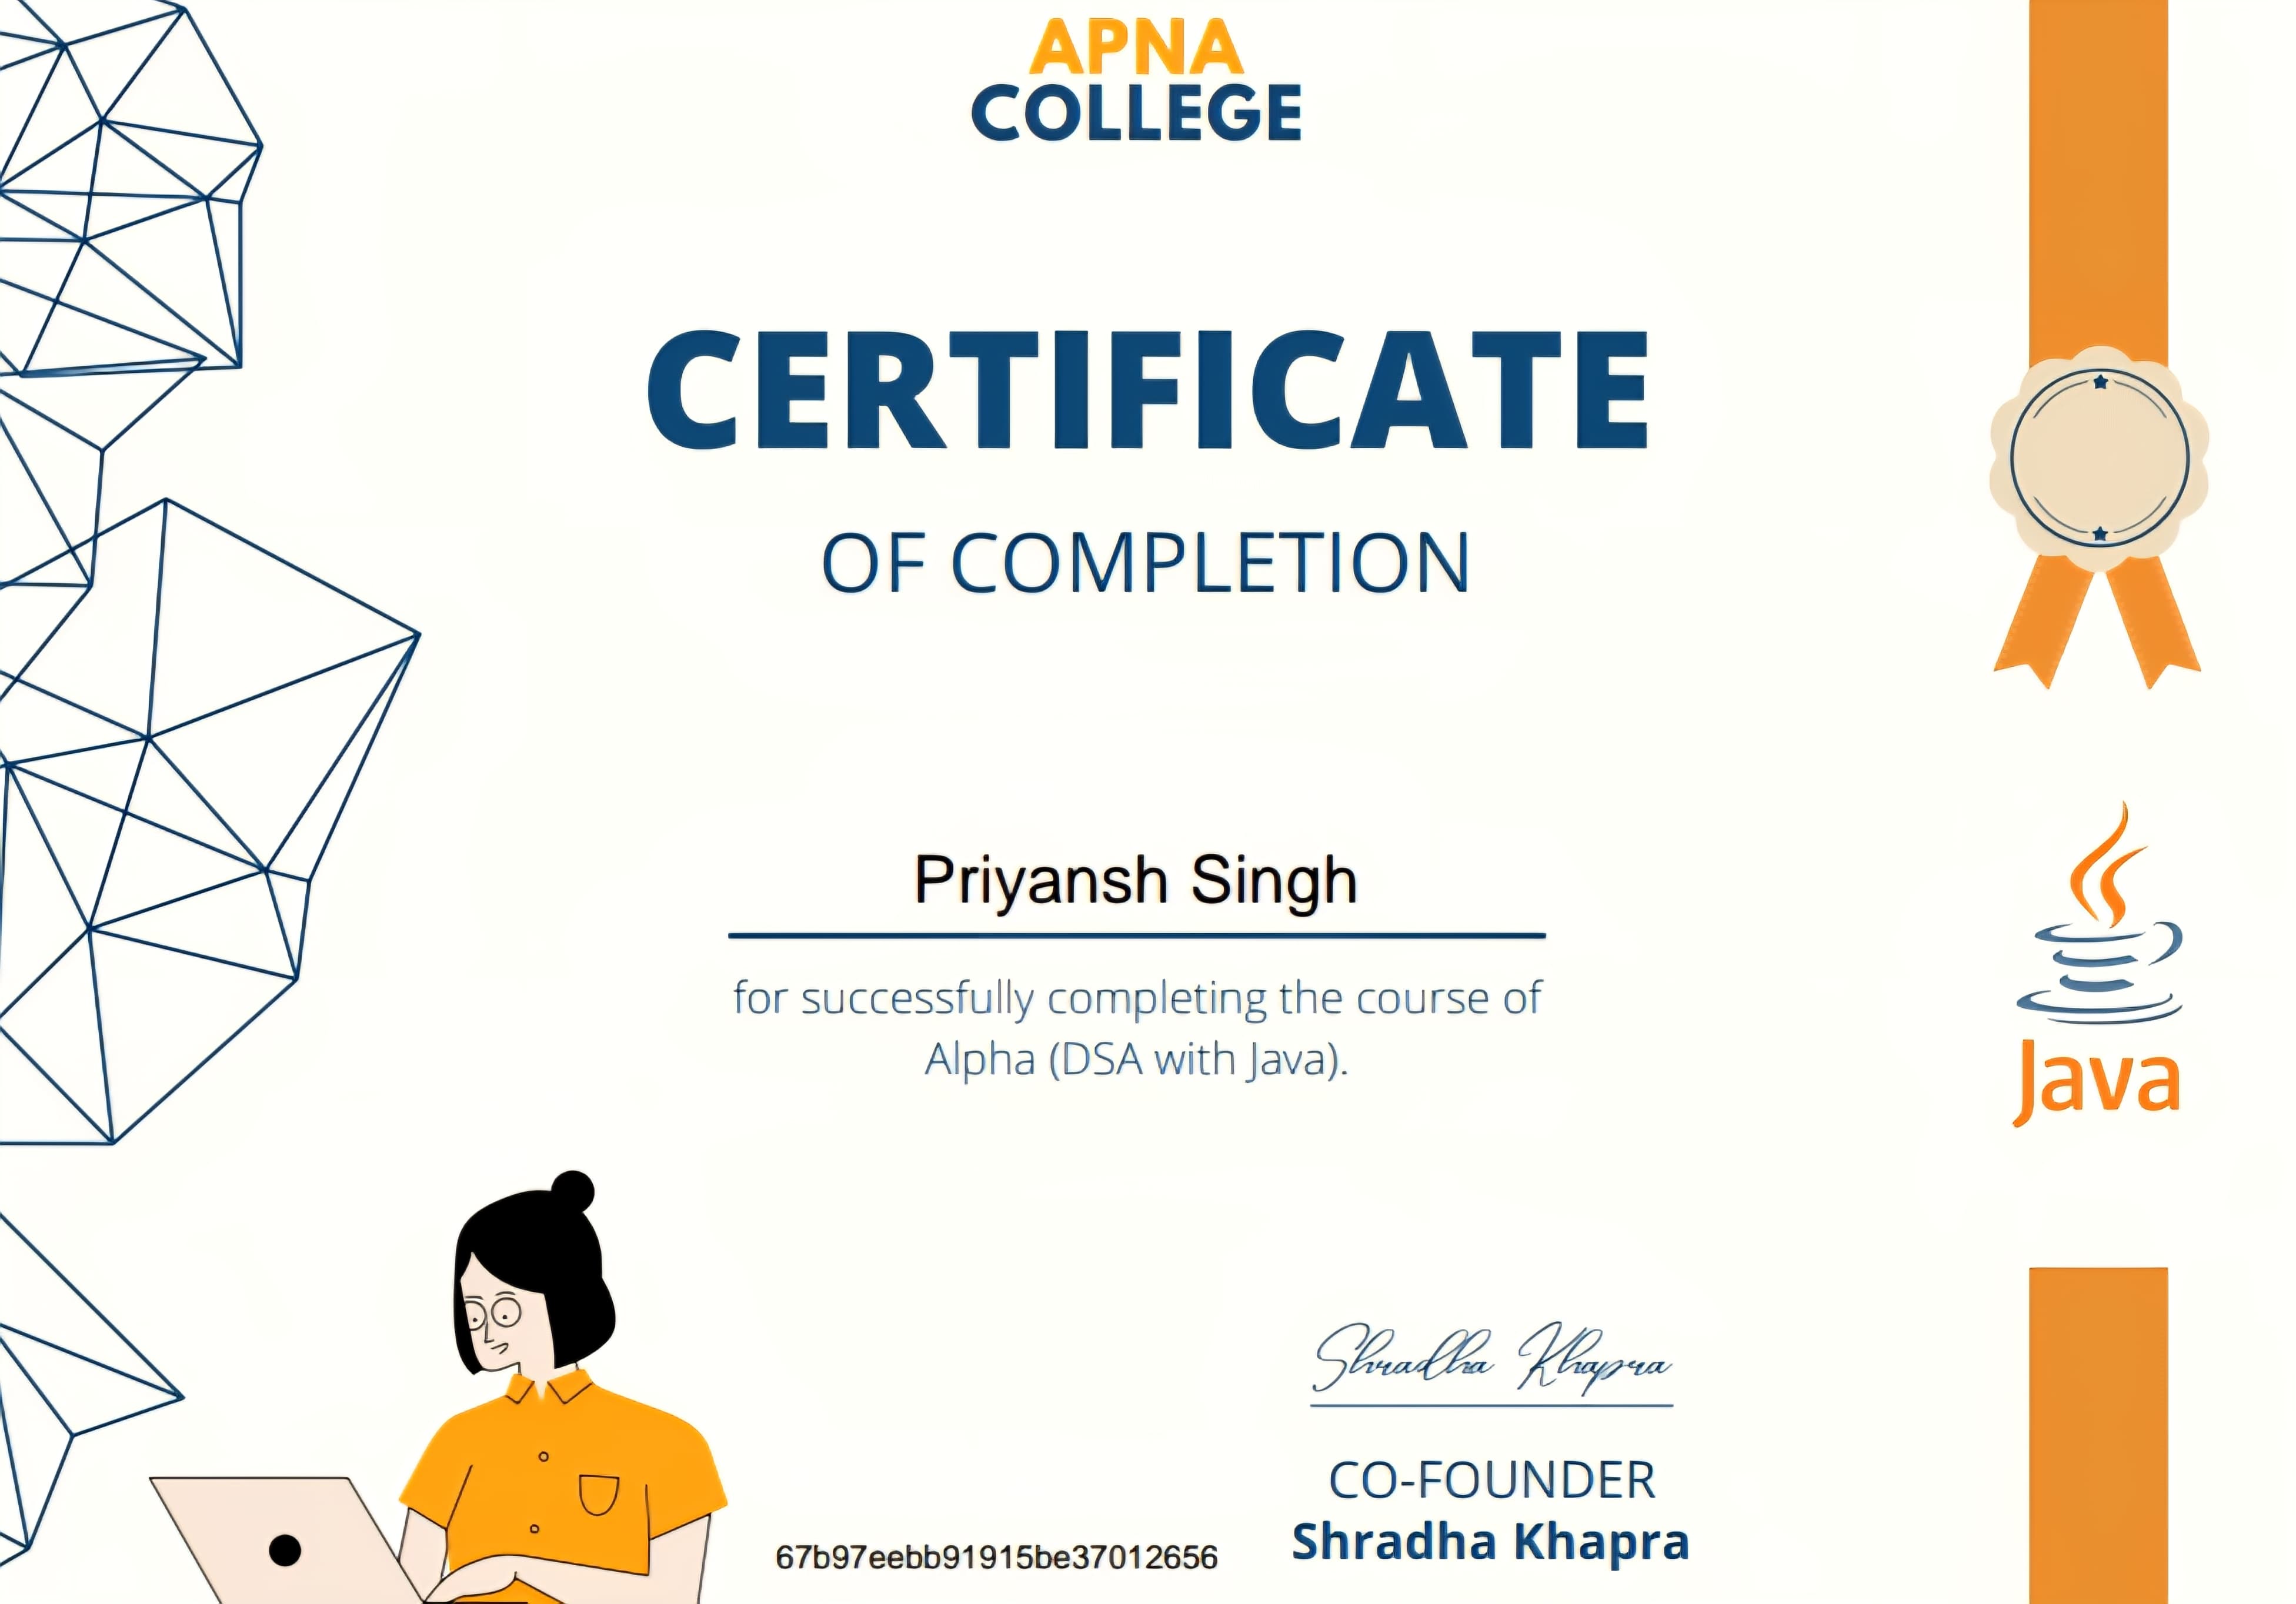 APNA
COLLEGE
CERTIFICATE
OF COMPLETION
Priyansh Singh
for successfully completing the course of
Alpha (DSA with Java).
Java
Shradha Khapra
CO-FOUNDER
Shradha Khapra
67b97eebb91915be37012656